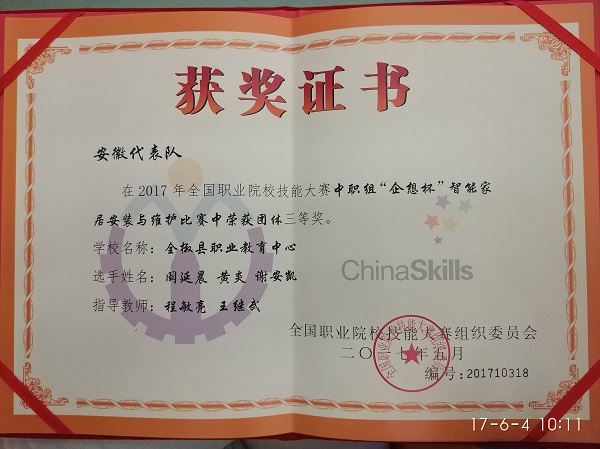 获奖证书
安徽代表队
在2017年全国职业院校技能大赛中职组“企想杯”智能家
居安装与维护比赛中荣获团体三等奖。
ChinaSkills
学校名称：全椒县职业教育中心
选手姓名：周延晨 黄炎 谢安凯
指导教师：程敏亮 王继武
全国职业院校技能大赛组织委员会
二〇一七年五月
编号:201710318
17-6-4 10:11